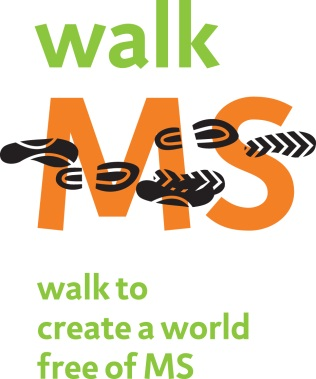 walk
MS
walk to
create a world
free of MS